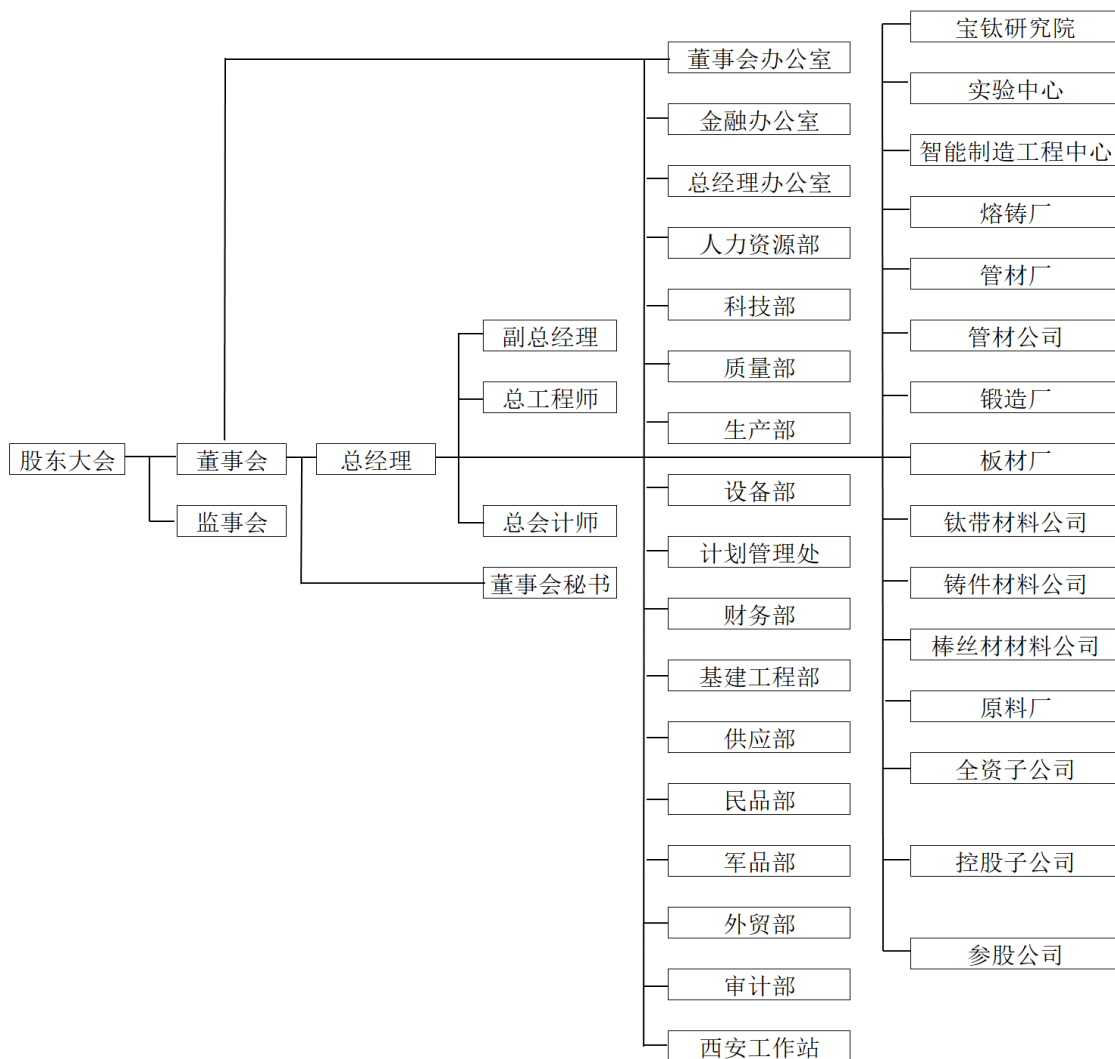 股东大会
董事会
监事会
总经理
副总经理
总工程师
总会计师
董事会秘书
董事会办公室
金融办公室
总经理办公室
人力资源部
科技部
质量部
生产部
设备部
计划管理处
财务部
基建工程部
供应部
民品部
军品部
外贸部
审计部
西安工作站
宝钛研究院
实验中心
智能制造工程中心
熔铸厂
管材厂
管材公司
锻造厂
板材厂
钛带材料公司
铸件材料公司
棒丝材材料公司
原料厂
全资子公司
控股子公司
参股公司